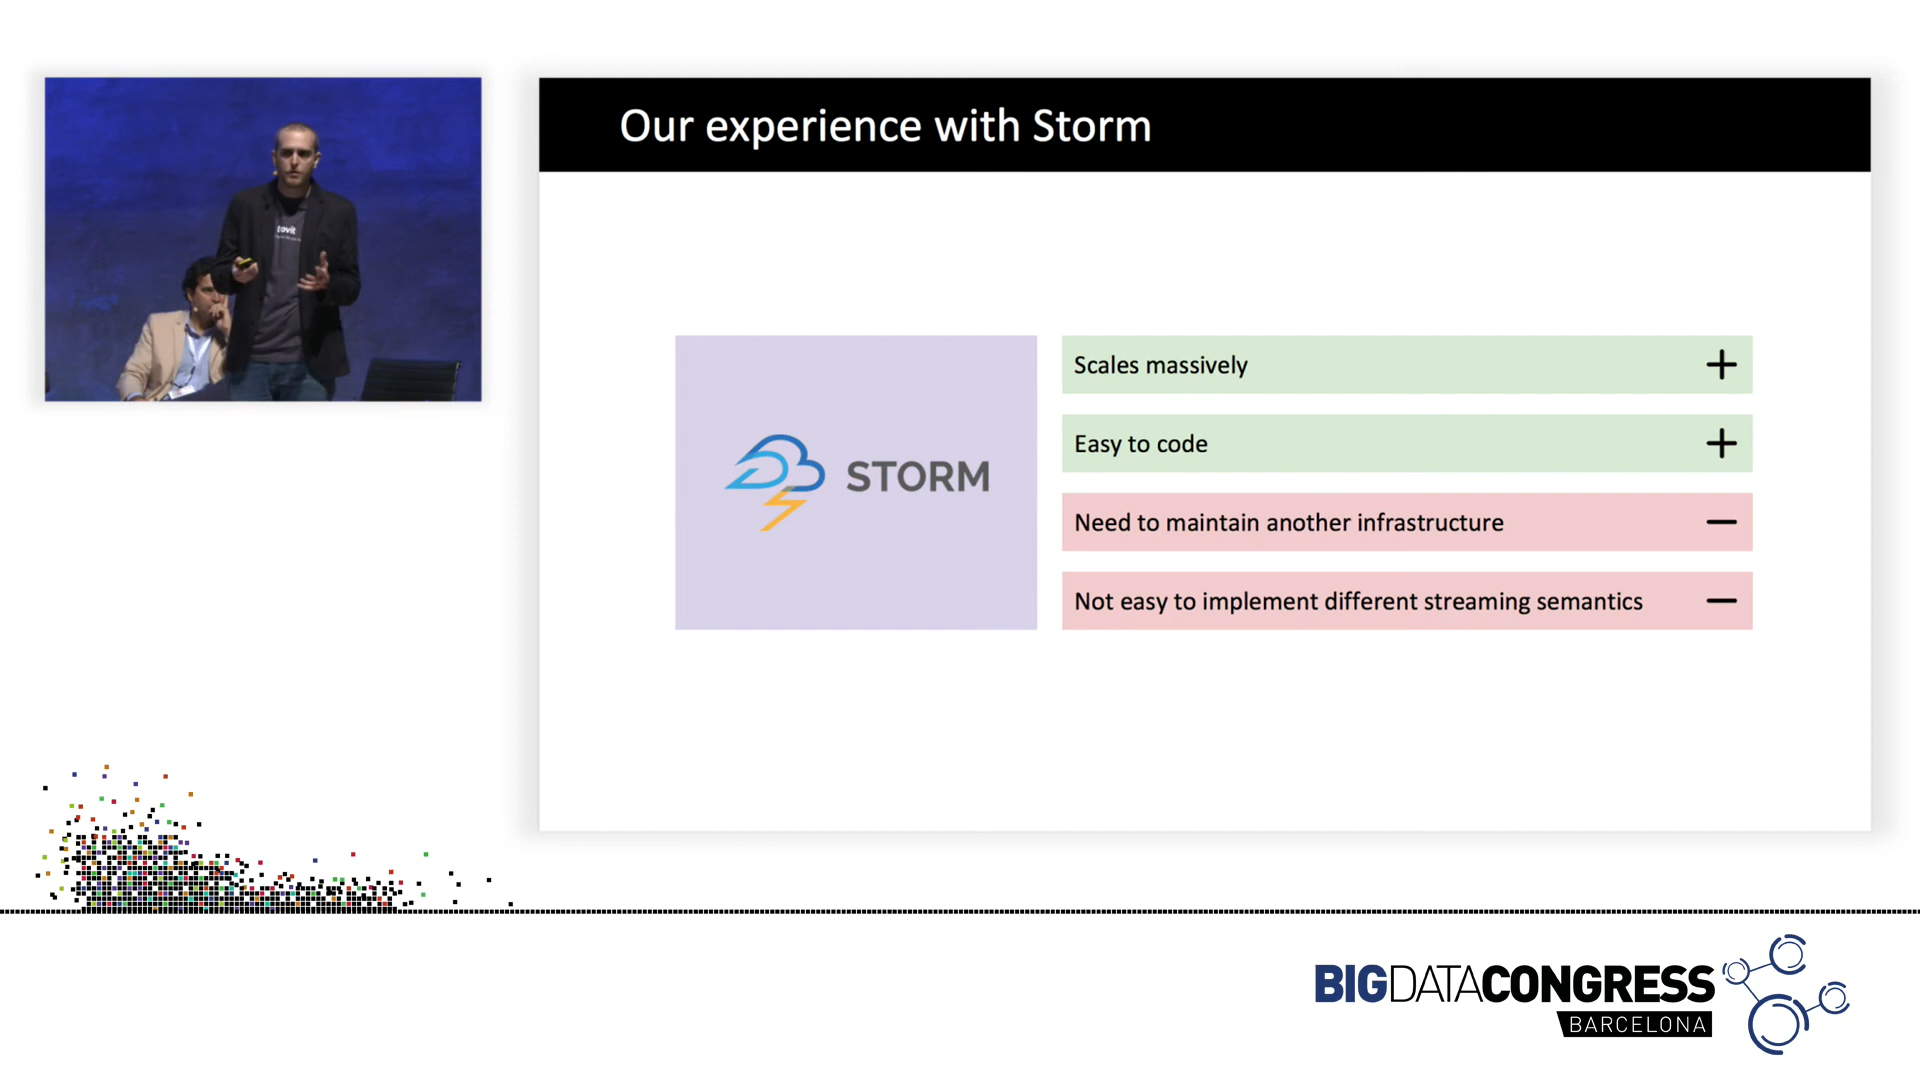 Our experience with Storm
STORM
Scales massively
Easy to code
Need to maintain another infrastructure
Not easy to implement different streaming semantics
BIGDATACONGRESS
BARCELONA